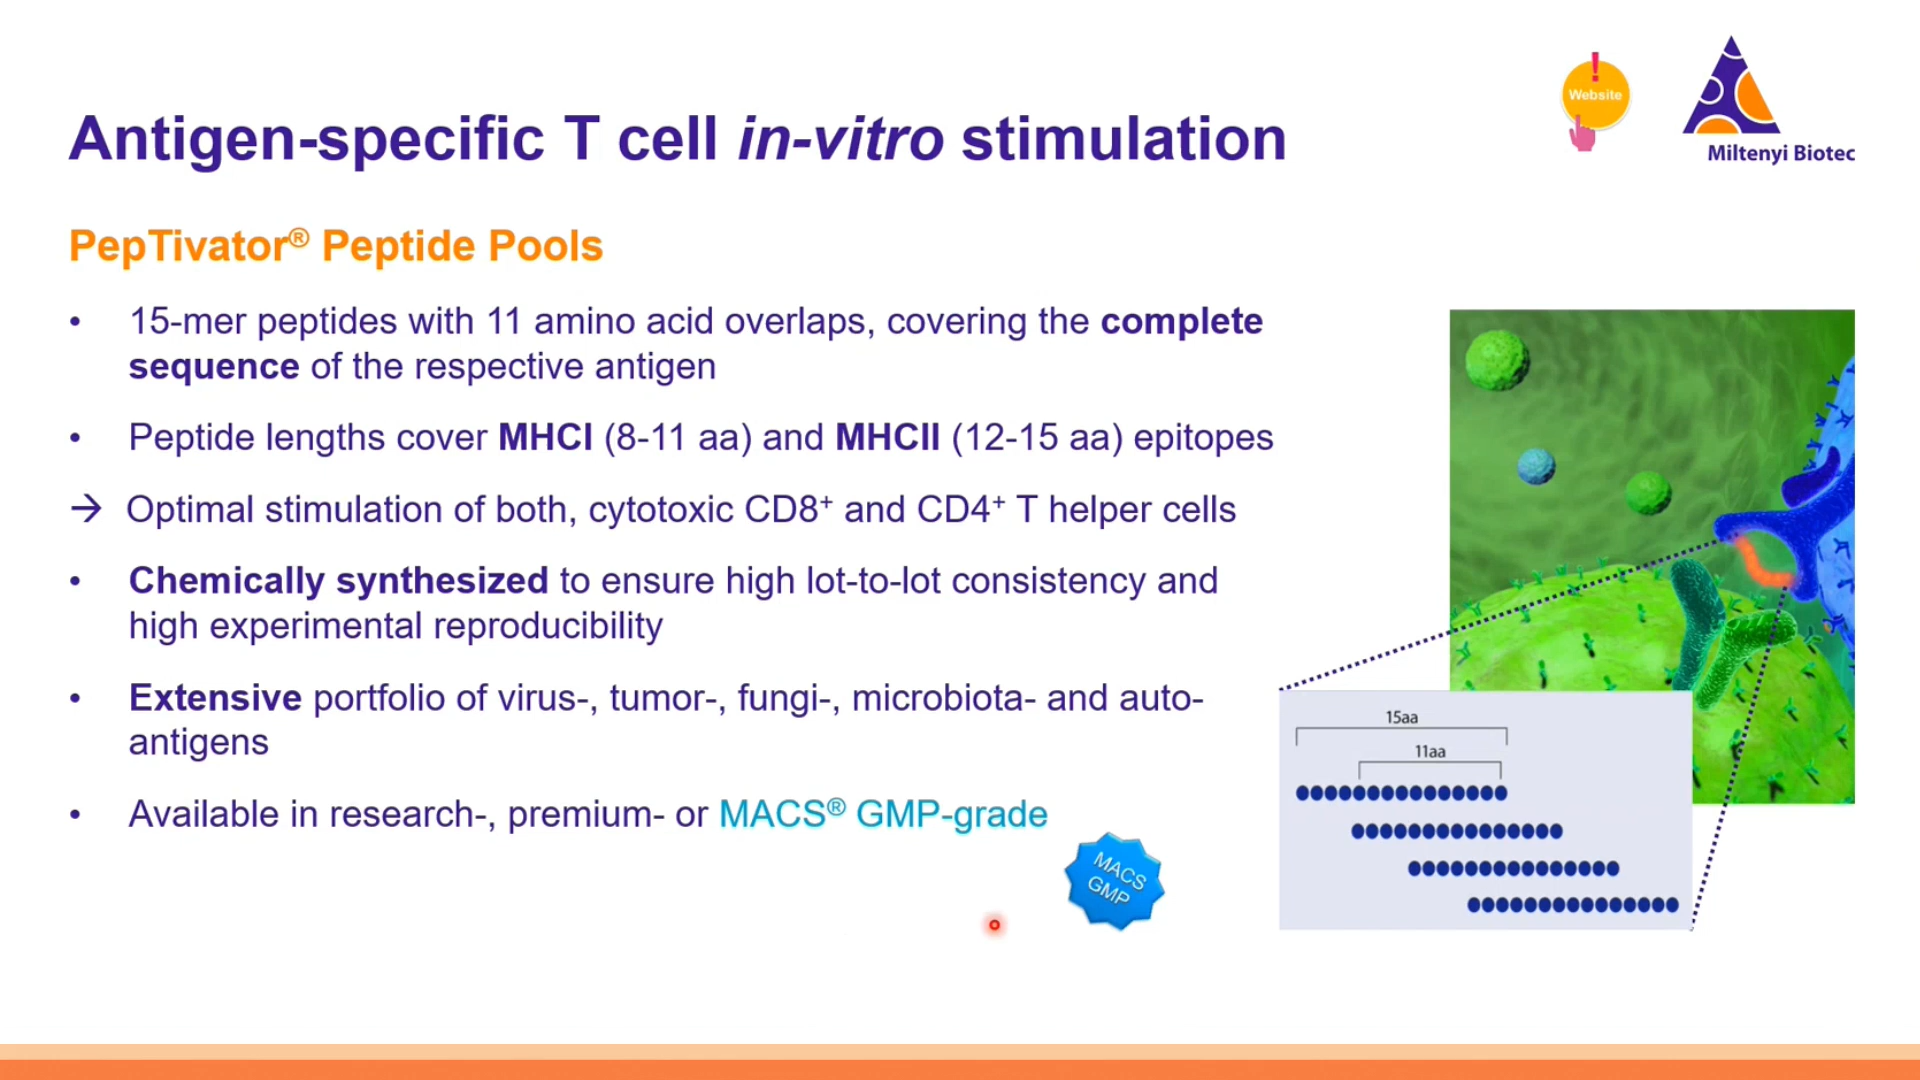 !
Website
Miltenyi Biotec
Antigen-specific T cell in-vitro stimulation
PepTivator® Peptide Pools
• 15-mer peptides with 11 amino acid overlaps, covering the complete
sequence of the respective antigen
• Peptide lengths cover MHCI (8-11 aa) and MHCII (12-15 aa) epitopes
→ Optimal stimulation of both, cytotoxic CD8⁺ and CD4⁺ T helper cells
• Chemically synthesized to ensure high lot-to-lot consistency and
high experimental reproducibility
• Extensive portfolio of virus-, tumor-, fungi-, microbiota- and auto-
antigens
• Available in research-, premium- or MACS® GMP-grade
MACS
GMP
15aa
11aa